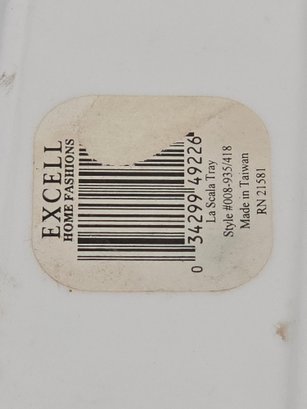 EXCELL
HOME FASHIONS
0 34299 49226
La Scala Tray
Style #008-935/418
Made in Taiwan
RN 21581